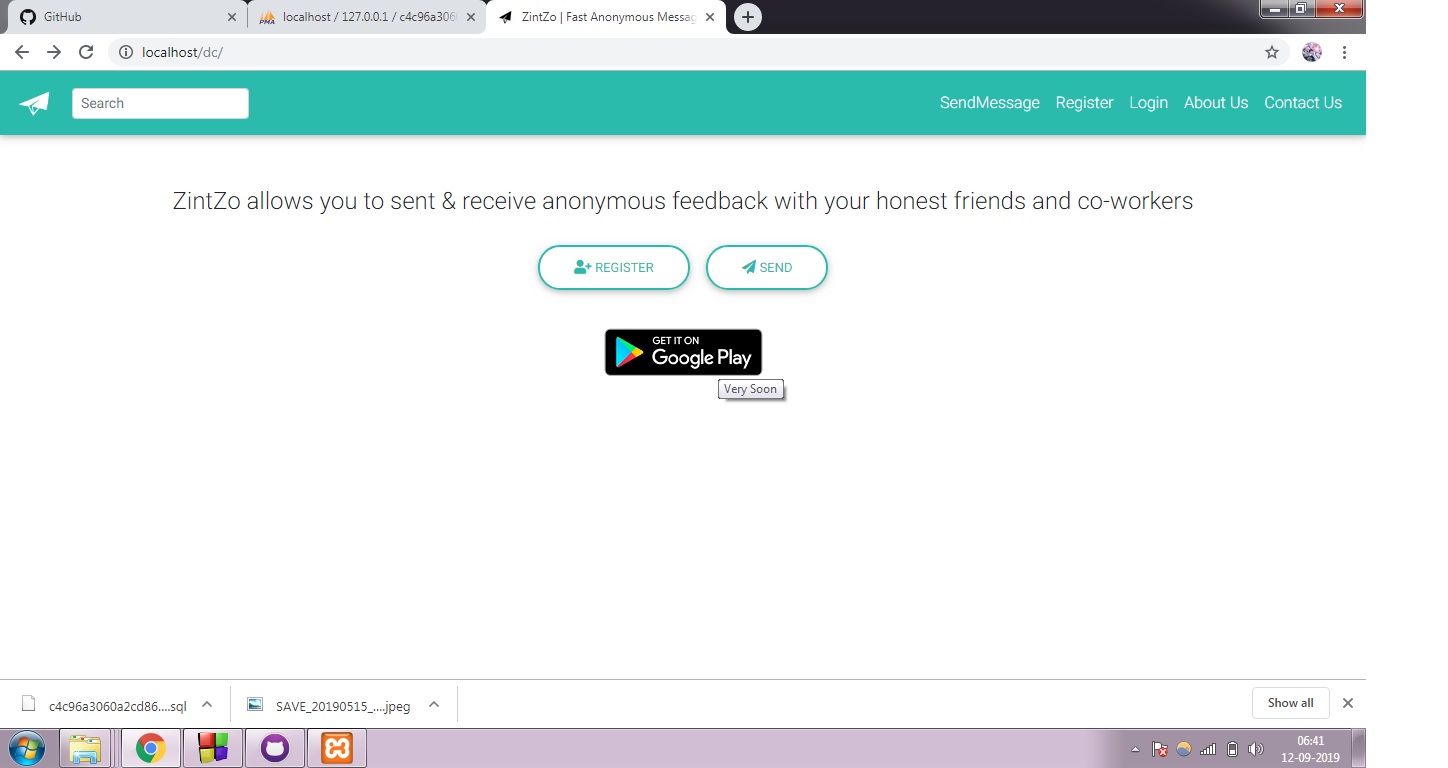 GitHub
localhost / 127.0.0.1 / c4c96a306
ZintZo | Fast Anonymous Messag
localhost/dc/
Search
SendMessage Register Login About Us Contact Us
ZintZo allows you to sent & receive anonymous feedback with your honest friends and co-workers
REGISTER SEND
GET IT ON
Google Play
Very Soon
c4c96a3060a2cd86....sql
SAVE_20190515_....jpeg
Show all
06:41
12-09-2019